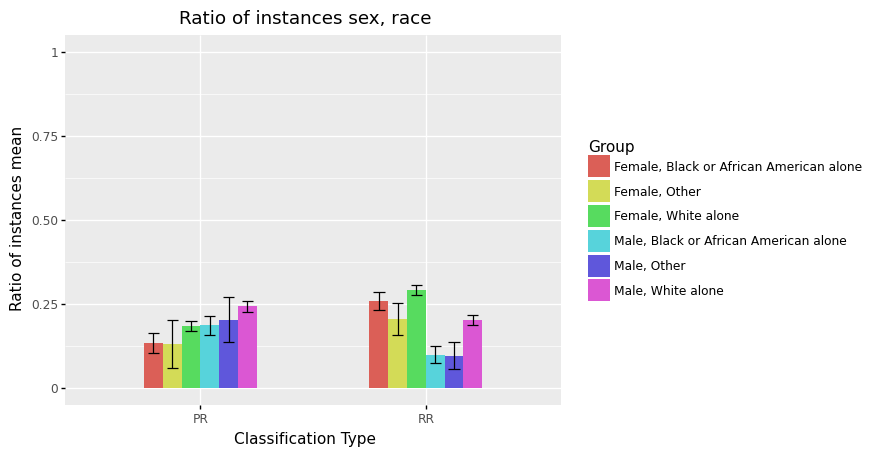 Ratio of instances sex, race
Ratio of instances mean
1
0.75
0.50
0.25
0
PR
RR
Classification Type
Group
Female, Black or African American alone
Female, Other
Female, White alone
Male, Black or African American alone
Male, Other
Male, White alone